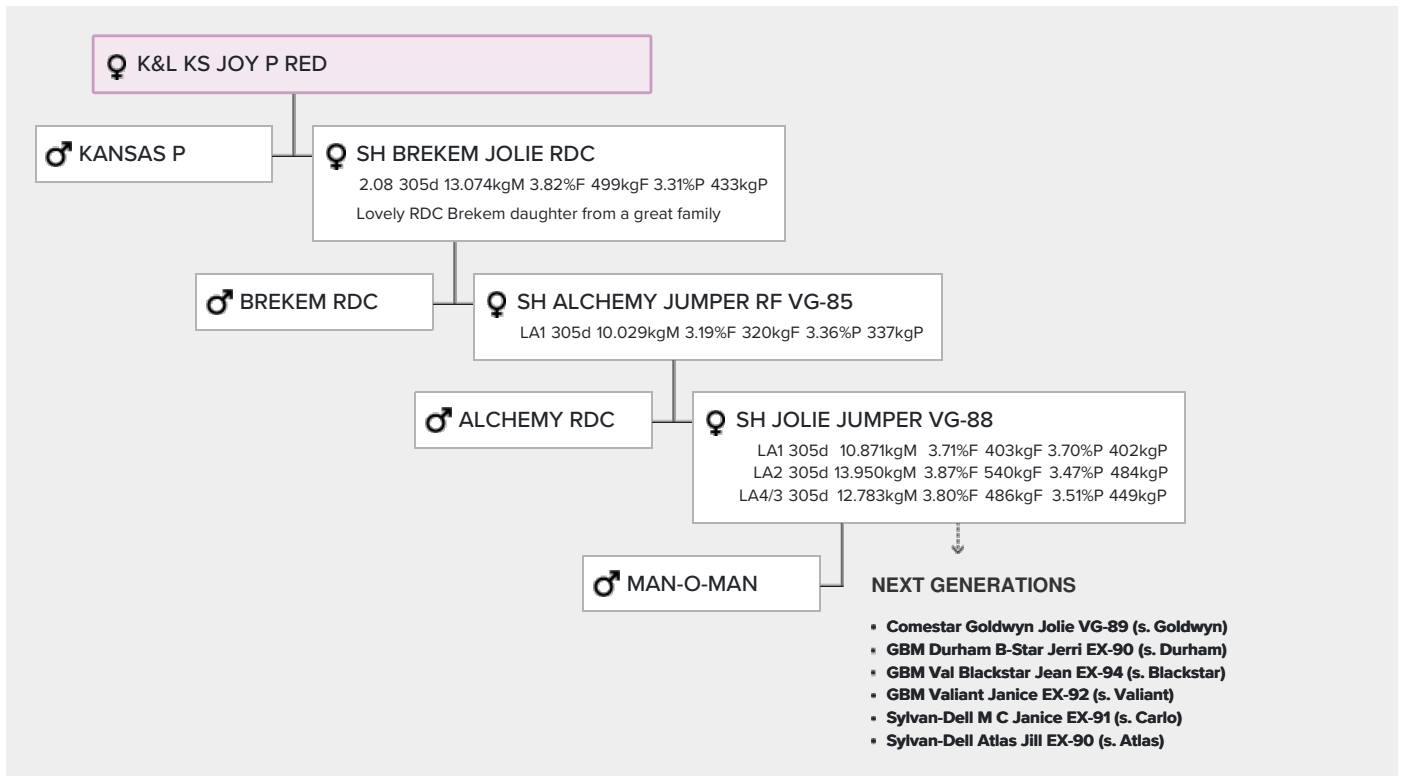 K&L KS JOY P RED
KANSAS P
SH BREKEM JOLIE RDC
2.08 305d 13.074kgM 3.82%F 499kgF 3.31%P 433kgP
Lovely RDC Brekem daughter from a great family
BREKEM RDC
SH ALCHEMY JUMPER RF VG-85
LA1 305d 10.029kgM 3.19%F 320kgF 3.36%P 337kgP
ALCHEMY RDC
SH JOLIE JUMPER VG-88
LA1 305d 10.871kgM 3.71%F 403kgF 3.70%P 402kgP
LA2 305d 13.950kgM 3.87%F 540kgF 3.47%P 484kgP
LA4/3 305d 12.783kgM 3.80%F 486kgF 3.51%P 449kgP
MAN-O-MAN
NEXT GENERATIONS
Comestar Goldwyn Jolie VG-89 (s. Goldwyn)
GBM Durham B-Star Jerri EX-90 (s. Durham)
GBM Val Blackstar Jean EX-94 (s. Blackstar)
GBM Valiant Janice EX-92 (s. Valiant)
Sylvan-Dell M C Janice EX-91 (s. Carlo)
Sylvan-Dell Atlas Jill EX-90 (s. Atlas)